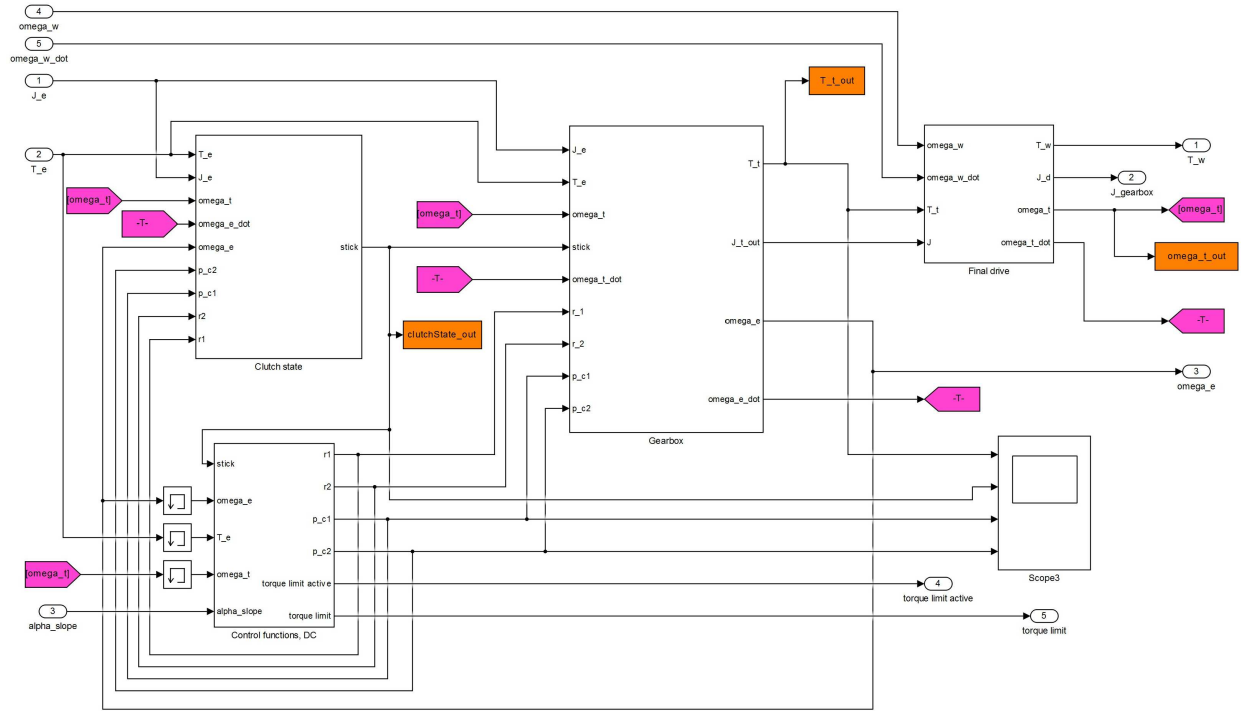 4
omega_w
5
omega_w_dot
1
J_e
2
T_e
[omega_t]
-T-
T_e
J_e
omega_t
omega_e_dot
omega_e
p_c2
p_c1
r2
r1
stick
Clutch state
clutchState_out
[omega_t]
-T-
J_e
T_e
omega_t
stick
omega_t_dot
r_1
r_2
p_c1
p_c2
T_t
J_t_out
omega_e
omega_e_dot
Gearbox
T_t_out
-T-
omega_w
omega_w_dot
T_t
J
T_w
J_d
omega_t
omega_t_dot
Final drive
1
T_w
2
J_gearbox
[omega_t]
omega_t_out
-T-
3
omega_e
[omega_t]
3
alpha_slope
stick
omega_e
T_e
omega_t
alpha_slope
r1
r2
p_c1
p_c2
torque limit active
torque limit
Control functions, DC
Scope3
4
torque limit active
5
torque limit